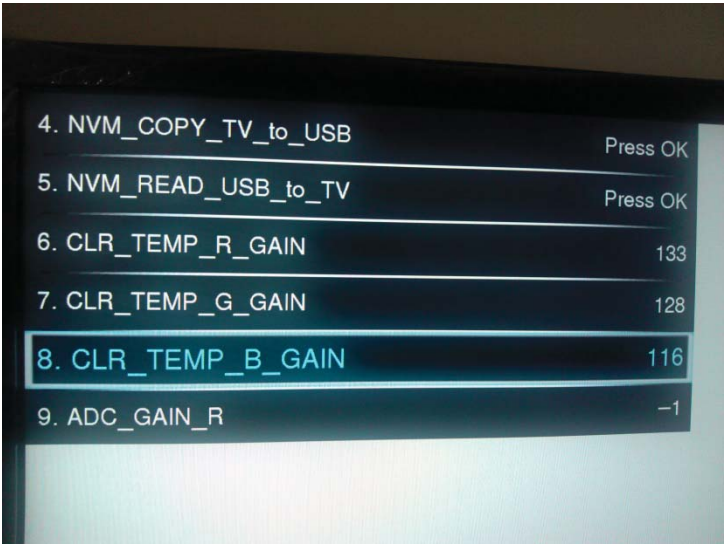 4. NVM_COPY_TV_to_USB Press OK
5. NVM_READ_USB_to_TV Press OK
6. CLR_TEMP_R_GAIN 133
7. CLR_TEMP_G_GAIN 128
8. CLR_TEMP_B_GAIN 116
9. ADC_GAIN_R −1